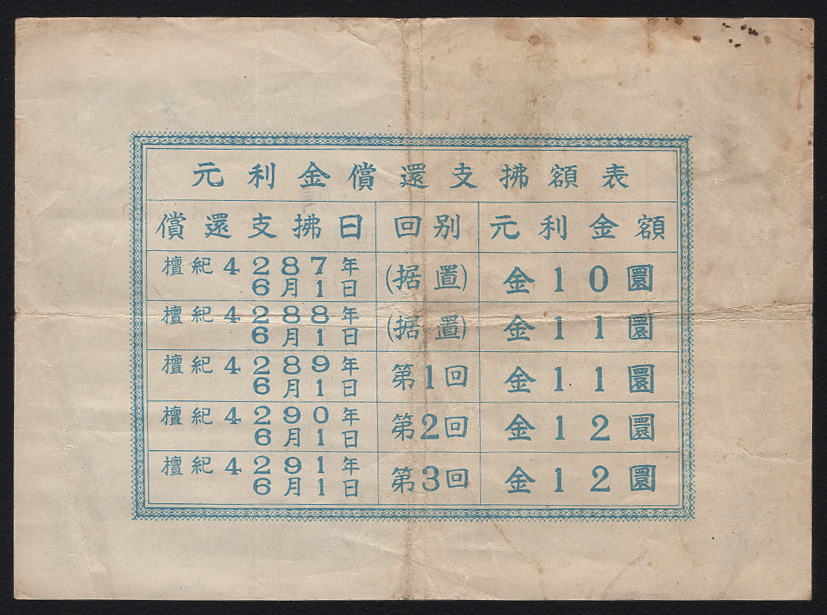 元利金償還支拂額表
償還支拂日 回別 元利金額
檀紀4287年 (据置) 金10圜
6月1日
檀紀4288年 (据置) 金11圜
6月1日
檀紀4289年 第1回 金11圜
6月1日
檀紀4290年 第2回 金12圜
6月1日
檀紀4291年 第3回 金12圜
6月1日